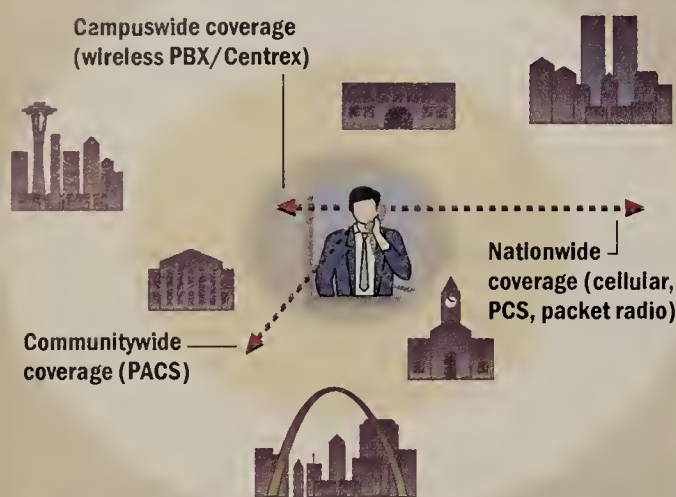 Campuswide coverage
(wireless PBX/Centrex)
Nationwide
coverage (cellular,
PCS, packet radio)
Communitywide
coverage (PACS)